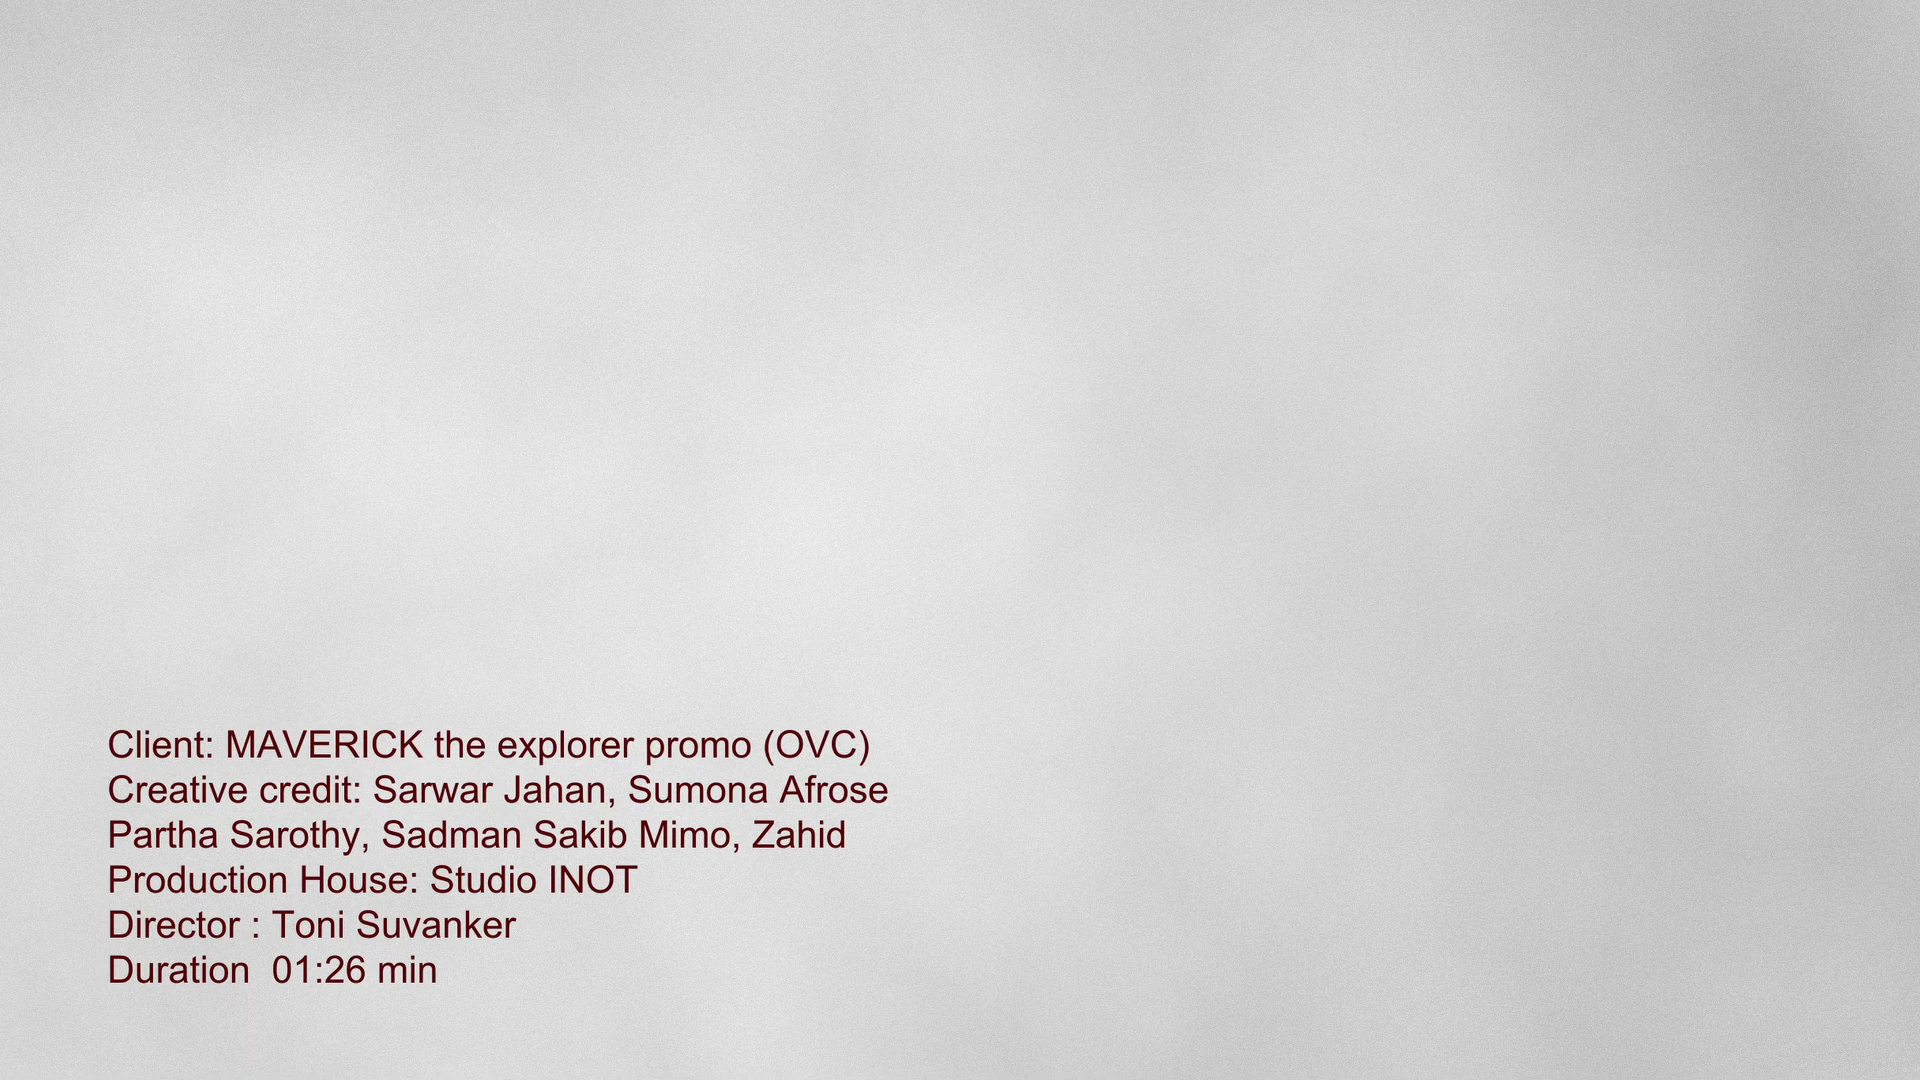 Client: MAVERICK the explorer promo (OVC)
Creative credit: Sarwar Jahan, Sumona Afrose
Partha Sarothy, Sadman Sakib Mimo, Zahid
Production House: Studio INOT
Director : Toni Suvanker
Duration  01:26 min